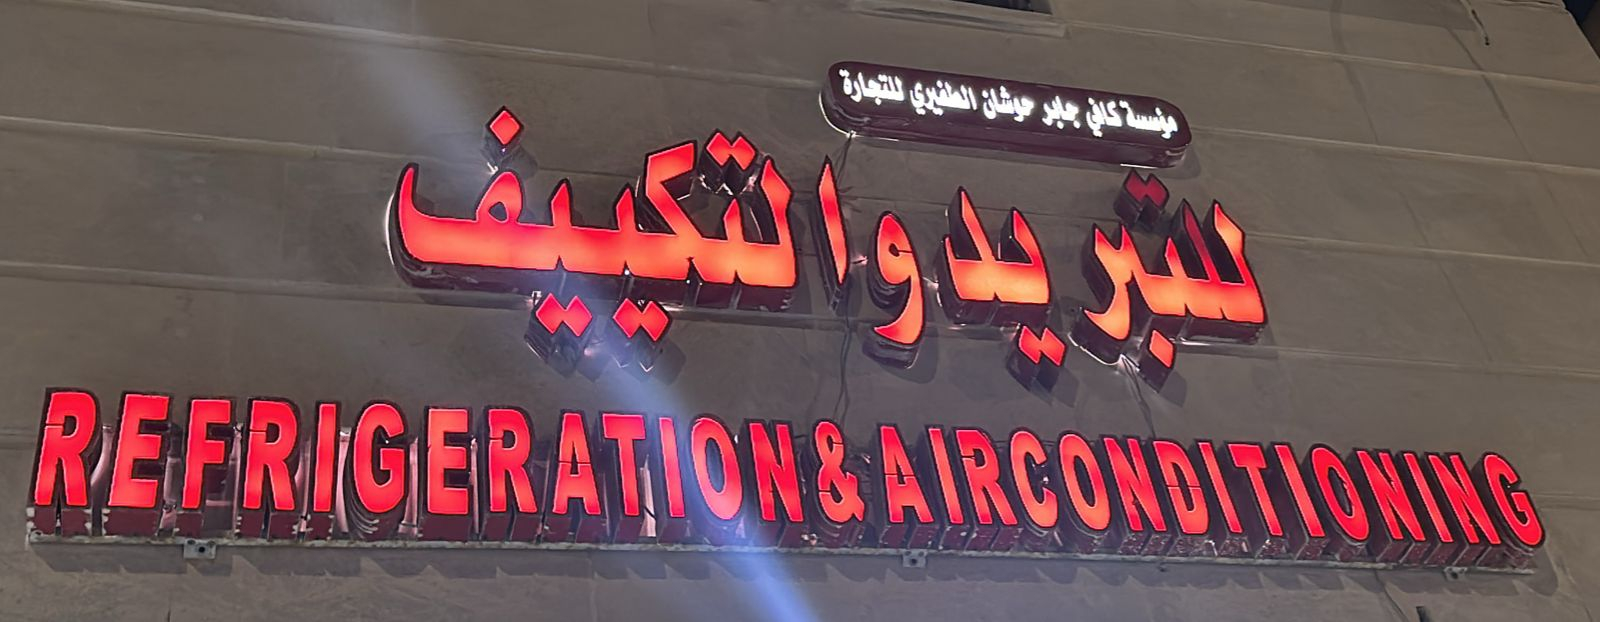 مؤسسة كافي جابر حوشان الظفيري للتجارة
للتبريد والتكييف
REFRIGERATION & AIRCONDITIONING